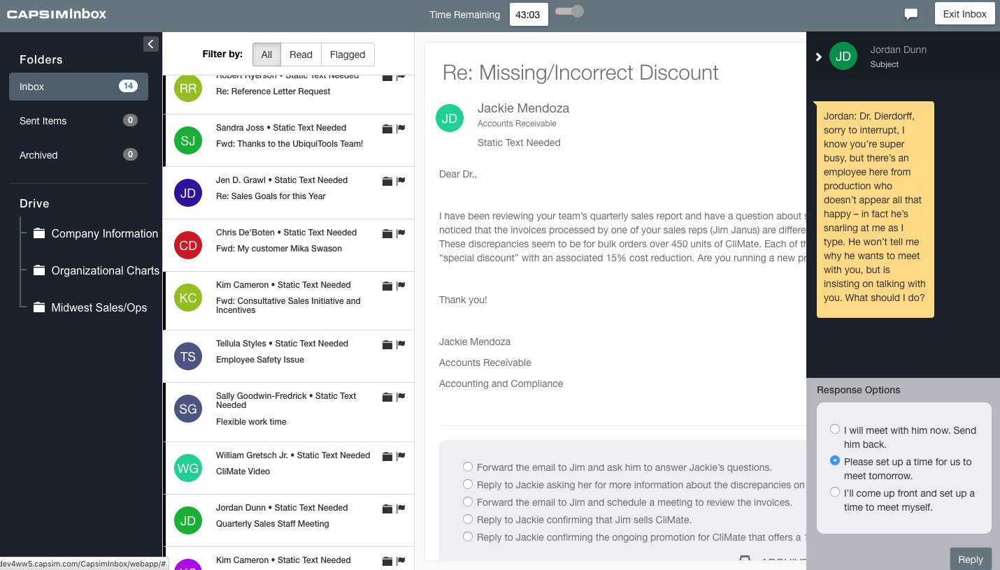 CAPSIMInbox
Time Remaining 43:03
Exit Inbox
Folders
Inbox 14
Sent Items 0
Archived 0
Drive
Company Information
Organizational Charts
Midwest Sales/Ops
dev4ww5.capsim.com/CapsimInbox/webapp/#
Filter by: All Read Flagged
RR
Robert Ryerson • Static Text Needed
Re: Reference Letter Request
SJ
Sandra Joss • Static Text Needed
Fwd: Thanks to the UbiquiTools Team!
JD
Jen D. Grawl • Static Text Needed
Re: Sales Goals for this Year
CD
Chris De'Boten • Static Text Needed
Fwd: My customer Mika Swason
KC
Kim Cameron • Static Text Needed
Fwd: Consultative Sales Initiative and
Incentives
TS
Tellula Styles • Static Text Needed
Employee Safety Issue
SG
Sally Goodwin-Fredrick • Static Text
Needed
Flexible work time
WG
William Gretsch Jr. • Static Text Needed
CliMate Video
JD
Jordan Dunn • Static Text Needed
Quarterly Sales Staff Meeting
Kim Cameron • Static Text Needed
Re: Missing/Incorrect Discount
JD
Jackie Mendoza
Accounts Receivable
Static Text Needed
Dear Dr.,
I have been reviewing your team's quarterly sales report and have a question about
noticed that the invoices processed by one of your sales reps (Jim Janus) are
These discrepancies seem to be for bulk orders over 450 units of CliMate. Each of
“special discount” with an associated 15% cost reduction. Are you running a new
Thank you!
Jackie Mendoza
Accounts Receivable
Accounting and Compliance
Forward the email to Jim and ask him to answer Jackie's questions.
Reply to Jackie asking her for more information about the discrepancies on
Forward the email to Jim and schedule a meeting to review the invoices.
Reply to Jackie confirming that Jim sells CliMate.
Reply to Jackie confirming the ongoing promotion for CliMate that offers a
JD
Jordan Dunn
Subject
Jordan: Dr. Dierdorff,
sorry to interrupt, I
know you're super
busy, but there's an
employee here from
production who
doesn't appear all that
happy – in fact he's
snarling at me as I
type. He won't tell me
why he wants to meet
with you, but is
insisting on talking with
you. What should I do?
Response Options
I will meet with him now. Send
him back.
Please set up a time for us to
meet tomorrow.
I'll come up front and set up a
time to meet myself.
Reply